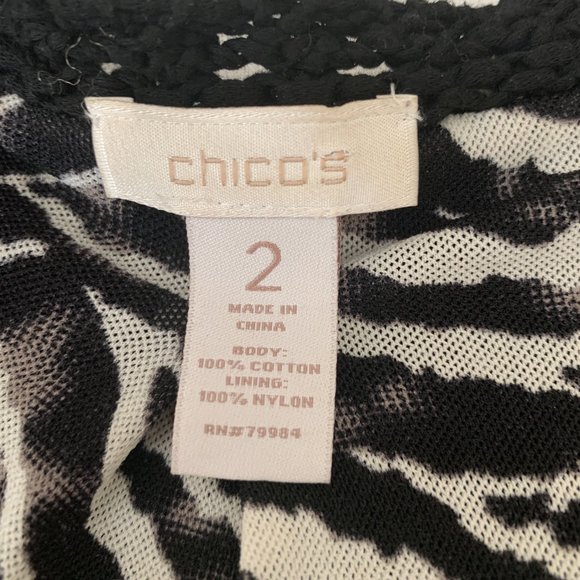 chico's
2
MADE IN
CHINA
BODY:
100% COTTON
LINING:
100% NYLON
RN#79984